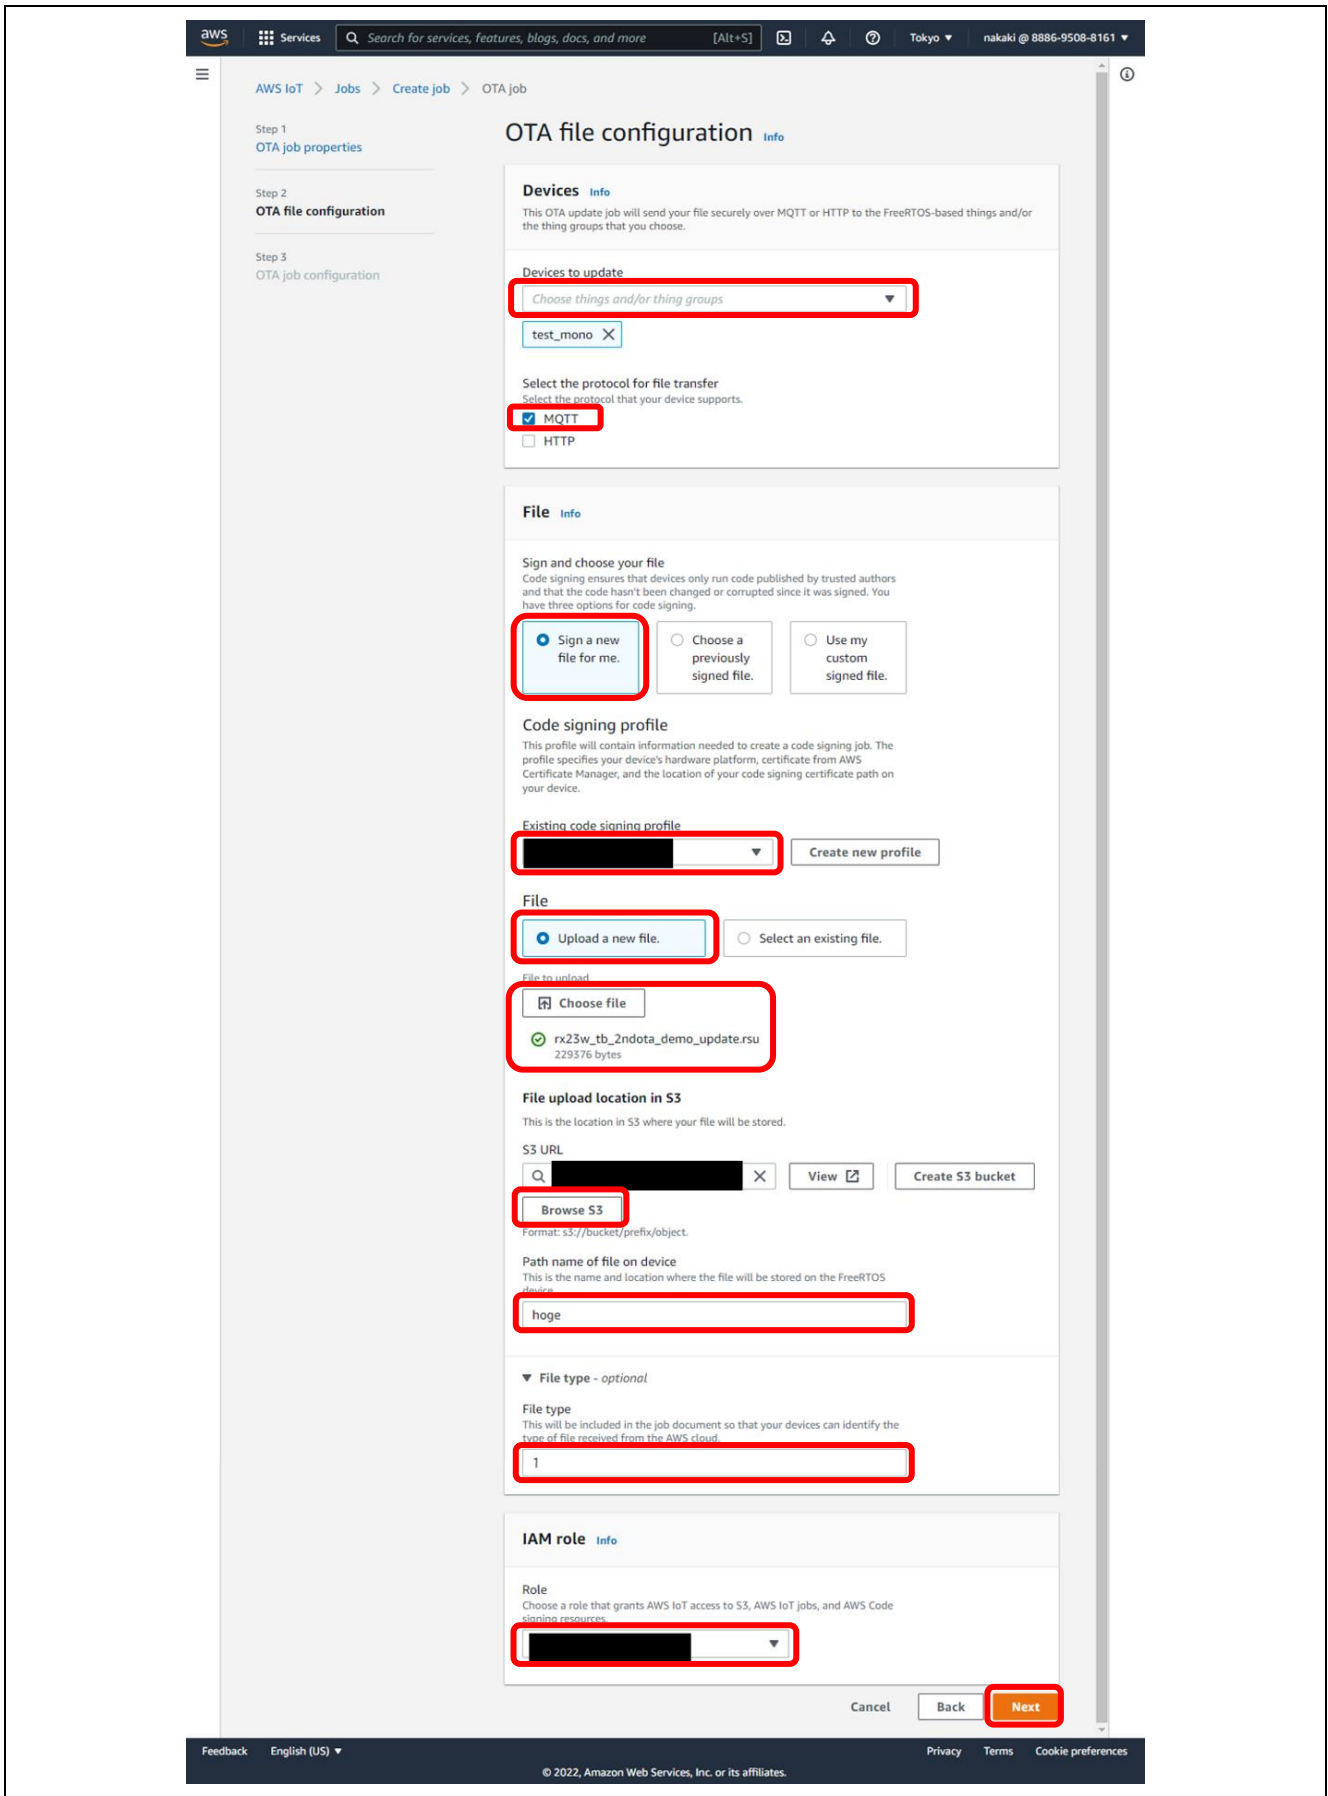 aws
Services
Search for services, features, blogs, docs, and more
[Alt+S]
Tokyo ▼
nakaki @ 8886-9508-8161 ▼
AWS IoT > Jobs > Create job > OTA job
Step 1
OTA job properties
Step 2
OTA file configuration
Step 3
OTA job configuration
OTA file configuration Info
Devices Info
This OTA update job will send your file securely over MQTT or HTTP to the FreeRTOS-based things and/or
the thing groups that you choose.
Devices to update
Choose things and/or thing groups
test_mono
Select the protocol for file transfer
Select the protocol that your device supports.
MQTT
HTTP
File Info
Sign and choose your file
Code signing ensures that devices only run code published by trusted authors
and that the code hasn't been changed or corrupted since it was signed. You
have three options for code signing.
Sign a new
file for me.
Choose a
previously
signed file.
Use my
custom
signed file.
Code signing profile
This profile will contain information needed to create a code signing job. The
profile specifies your device's hardware platform, certificate from AWS
Certificate Manager, and the location of your code signing certificate path on
your device.
Existing code signing profile
Create new profile
File
Upload a new file.
Select an existing file.
File to upload
Choose file
rx23w_tb_2ndota_demo_update.rsu
229376 bytes
File upload location in S3
This is the location in S3 where your file will be stored.
S3 URL
View
Create S3 bucket
Browse S3
Format: s3://bucket/prefix/object.
Path name of file on device
This is the name and location where the file will be stored on the FreeRTOS
device.
hoge
▼ File type - optional
File type
This will be included in the job document so that your devices can identify the
type of file received from the AWS cloud.
1
IAM role Info
Role
Choose a role that grants AWS IoT access to S3, AWS IoT jobs, and AWS Code
signing resources.
Cancel
Back
Next
Feedback
English (US) ▼
Privacy
Terms
Cookie preferences
© 2022, Amazon Web Services, Inc. or its affiliates.